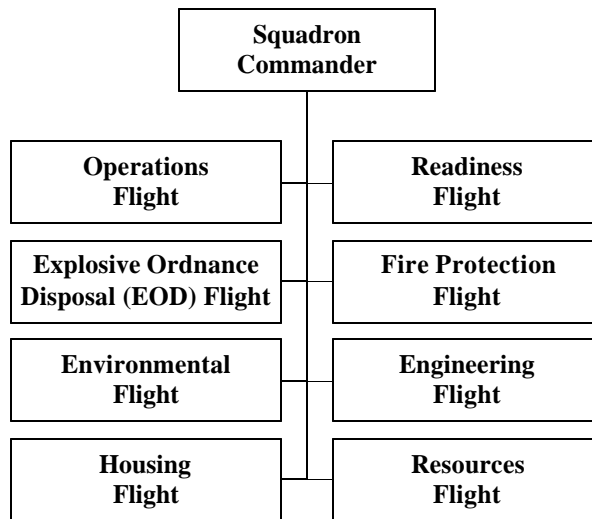 Squadron
Commander
Operations
Flight
Readiness
Flight
Explosive Ordnance
Disposal (EOD) Flight
Fire Protection
Flight
Environmental
Flight
Engineering
Flight
Housing
Flight
Resources
Flight